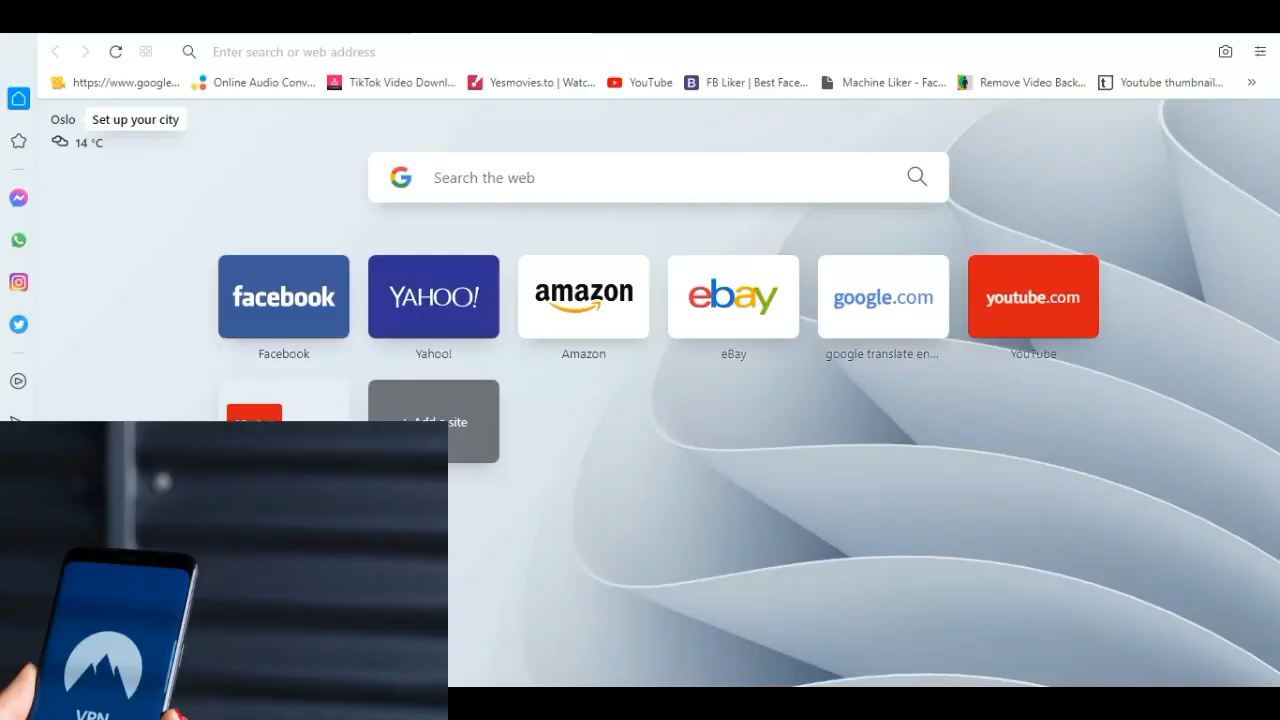 Enter search or web address
https://www.google... Online Audio Conv... TikTok Video Downl... Yesmovies.to | Watc... YouTube FB Liker | Best Face... Machine Liker - Fac... Remove Video Back... Youtube thumbnail... »
Oslo Set up your city
14 °C
Search the web
facebook YAHOO! amazon ebay google.com youtube.com
Facebook Yahoo! Amazon eBay google translate en... YouTube
site
VPN